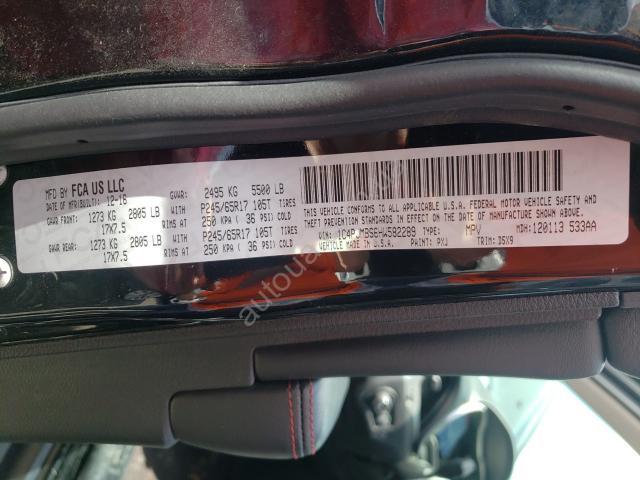 MFD BY FCA US LLC
DATE OF MFR(BUILT): 12-16 GVWR: 2495 KG 5500 LB
GAWR FRONT: WITH RIMS AT
1273 KG 2805 LB P245/65R17 105T
17X7.5 250 KPA ( 36 PSI) COLD
GAWR REAR: WITH RIMS AT
1273 KG 2805 LB P245/65R17 105T
17X7.5 250 KPA ( 36 PSI) COLD
THIS VEHICLE CONFORMS TO ALL APPLICABLE
U.S.A. FEDERAL MOTOR VEHICLE SAFETY
BUMPER, AND THEFT PREVENTION STANDARDS
IN EFFECT ON THE DATE OF MANUFACTURE SHOWN ABOVE.
VIN: TYPE: MPV MDH:120113 533AA
VEHICLE MADE IN PAINT: PXJ TRIM: D5X9
autoua